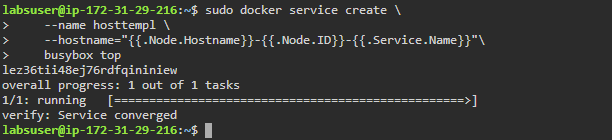 labsuser@ip-172-31-29-216:~$ sudo docker service create \
>     --name hosttempl \
>     --hostname="{{.Node.Hostname}}-{{.Node.ID}}-{{.Service.Name}}"\
>     busybox top
lez36tii48ej76rdfqininiew
overall progress: 1 out of 1 tasks
1/1: running   [==================================================>]
verify: Service converged
labsuser@ip-172-31-29-216:~$